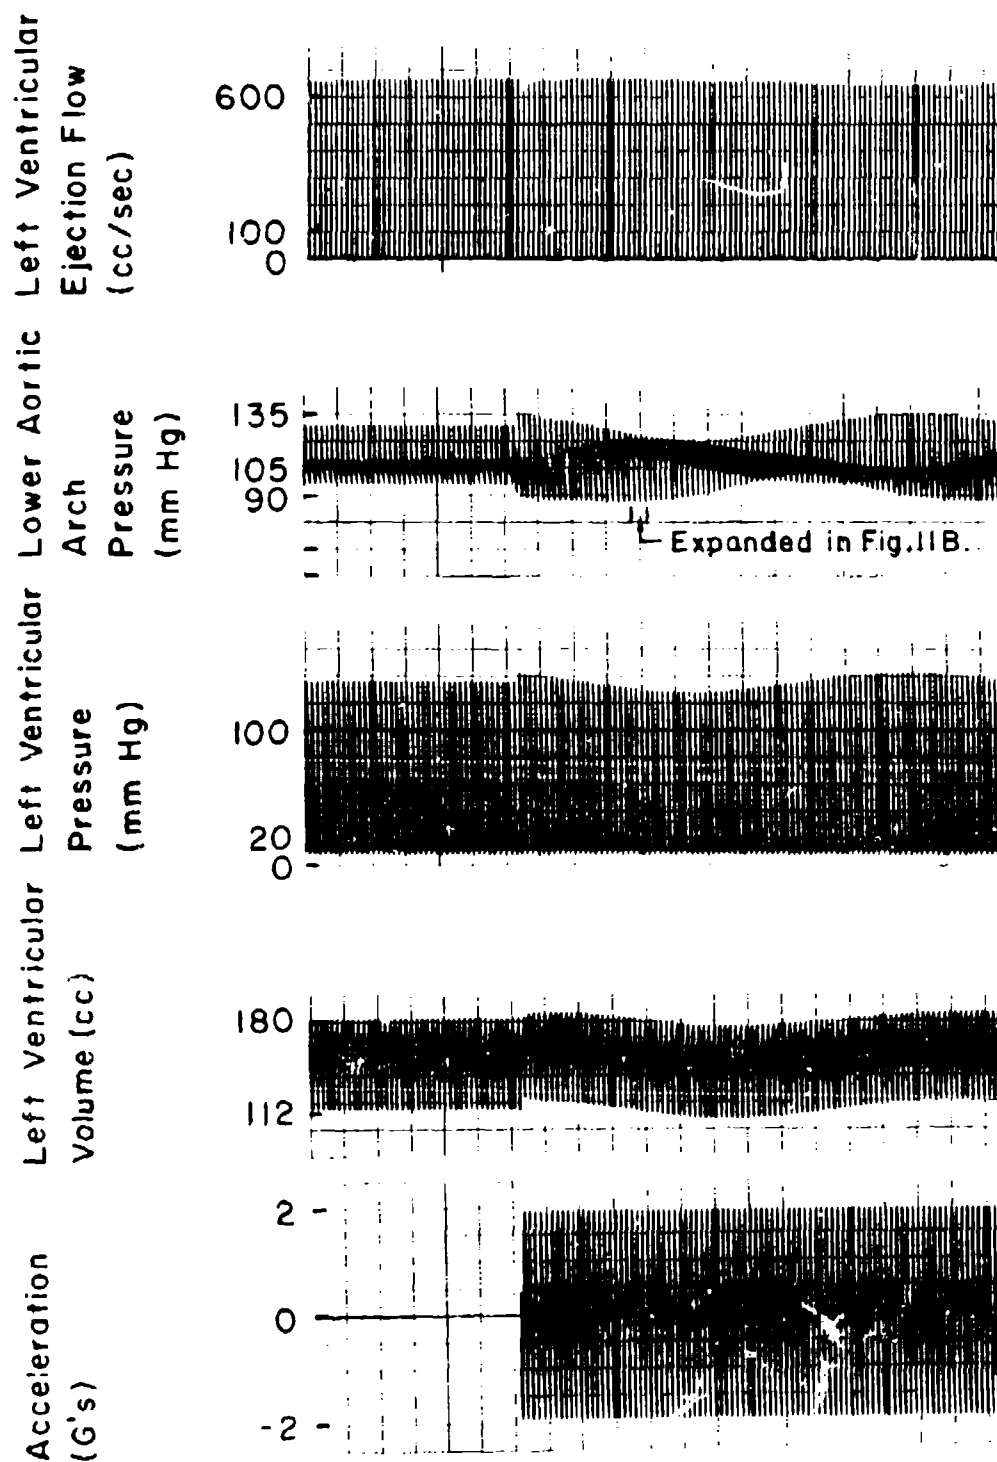 Left Ventricular
Ejection Flow
(cc/sec)
600
100
0
Lower Aortic
Arch
Pressure
(mm Hg)
135
105
90
Expanded in Fig.11B.
Left Ventricular
Pressure
(mm Hg)
100
20
0
Left Ventricular
Volume (cc)
180
112
Acceleration
(G's)
2
0
-2